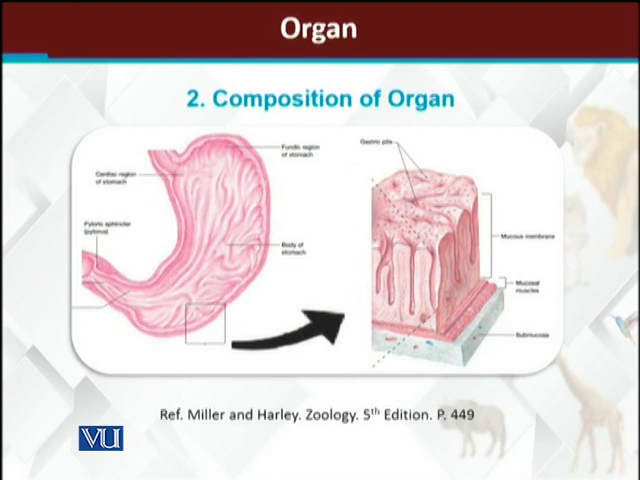 Organ
2. Composition of Organ
Fundic region
of stomach
Cardiac region
of stomach
Pyloric sphincter
(pylorus)
Body of
stomach
Gastric pits
Mucous membrane
Mucosal
muscles
Submucosa
Ref. Miller and Harley. Zoology. 5th Edition. P. 449
VU